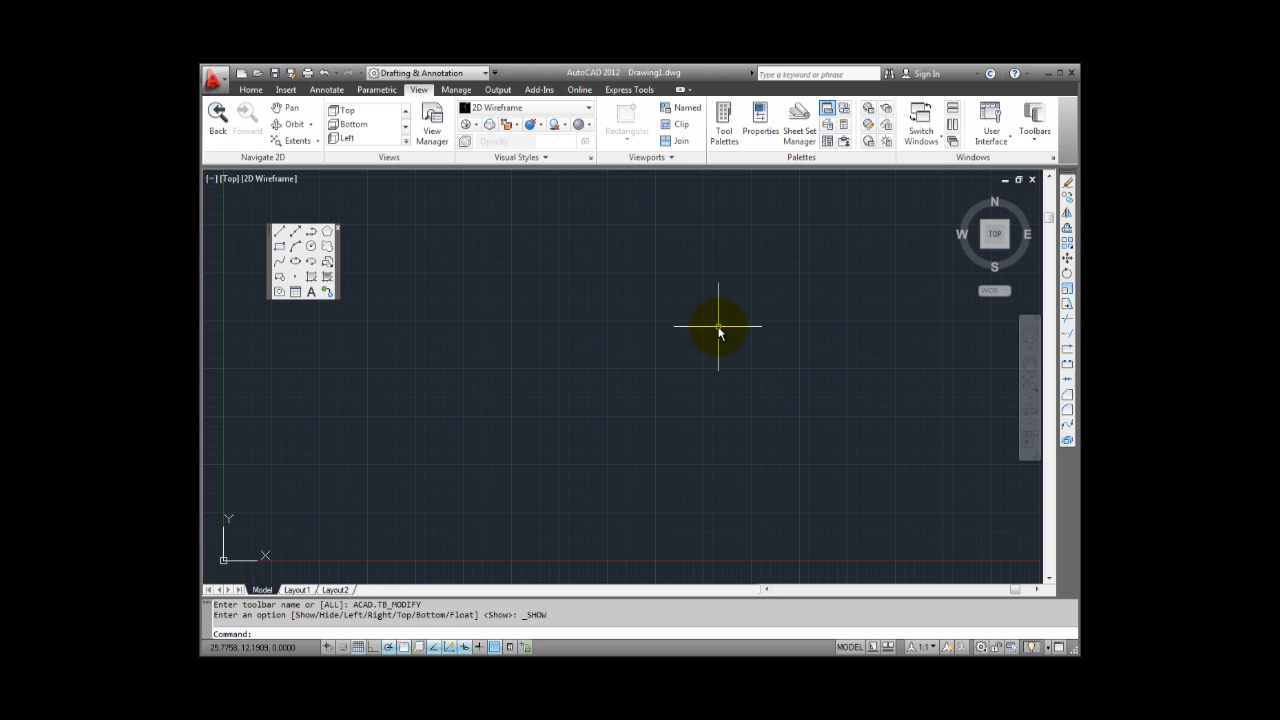 Drafting & Annotation AutoCAD 2012 Drawing1.dwg Type a keyword or phrase Sign In
Home Insert Annotate Parametric View Manage Output Add-Ins Online Express Tools
Back Forward Pan Orbit Extents
Navigate 2D
Top
Bottom
Left
View Manager
Views
2D Wireframe
Opacity 60
Visual Styles
Rectangular Named Clip Join
Viewports
Tool Palettes Properties Sheet Set Manager
Palettes
Switch Windows User Interface Toolbars
Windows
[−] [Top] [2D Wireframe]
N
W TOP E
S
WCS
A
Y
X
Model Layout1 Layout2
Enter toolbar name or [ALL]: ACAD.TB_MODIFY
Enter an option [Show/Hide/Left/Right/Top/Bottom/Float] <Show>: _SHOW
Command:
25.7758, 12.1909, 0.0000 MODEL 1:1